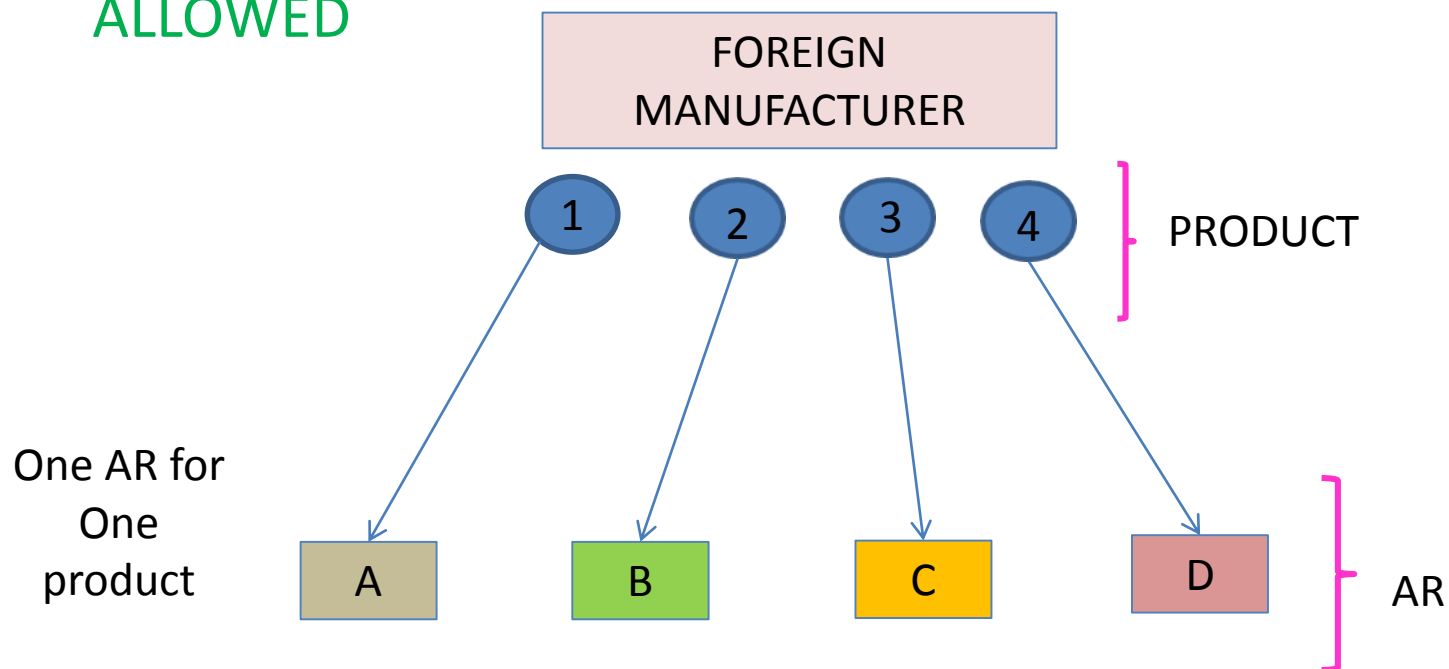 ALLOWED
FOREIGN
MANUFACTURER
1 2 3 4
PRODUCT
One AR for
One
product
A B C D
AR